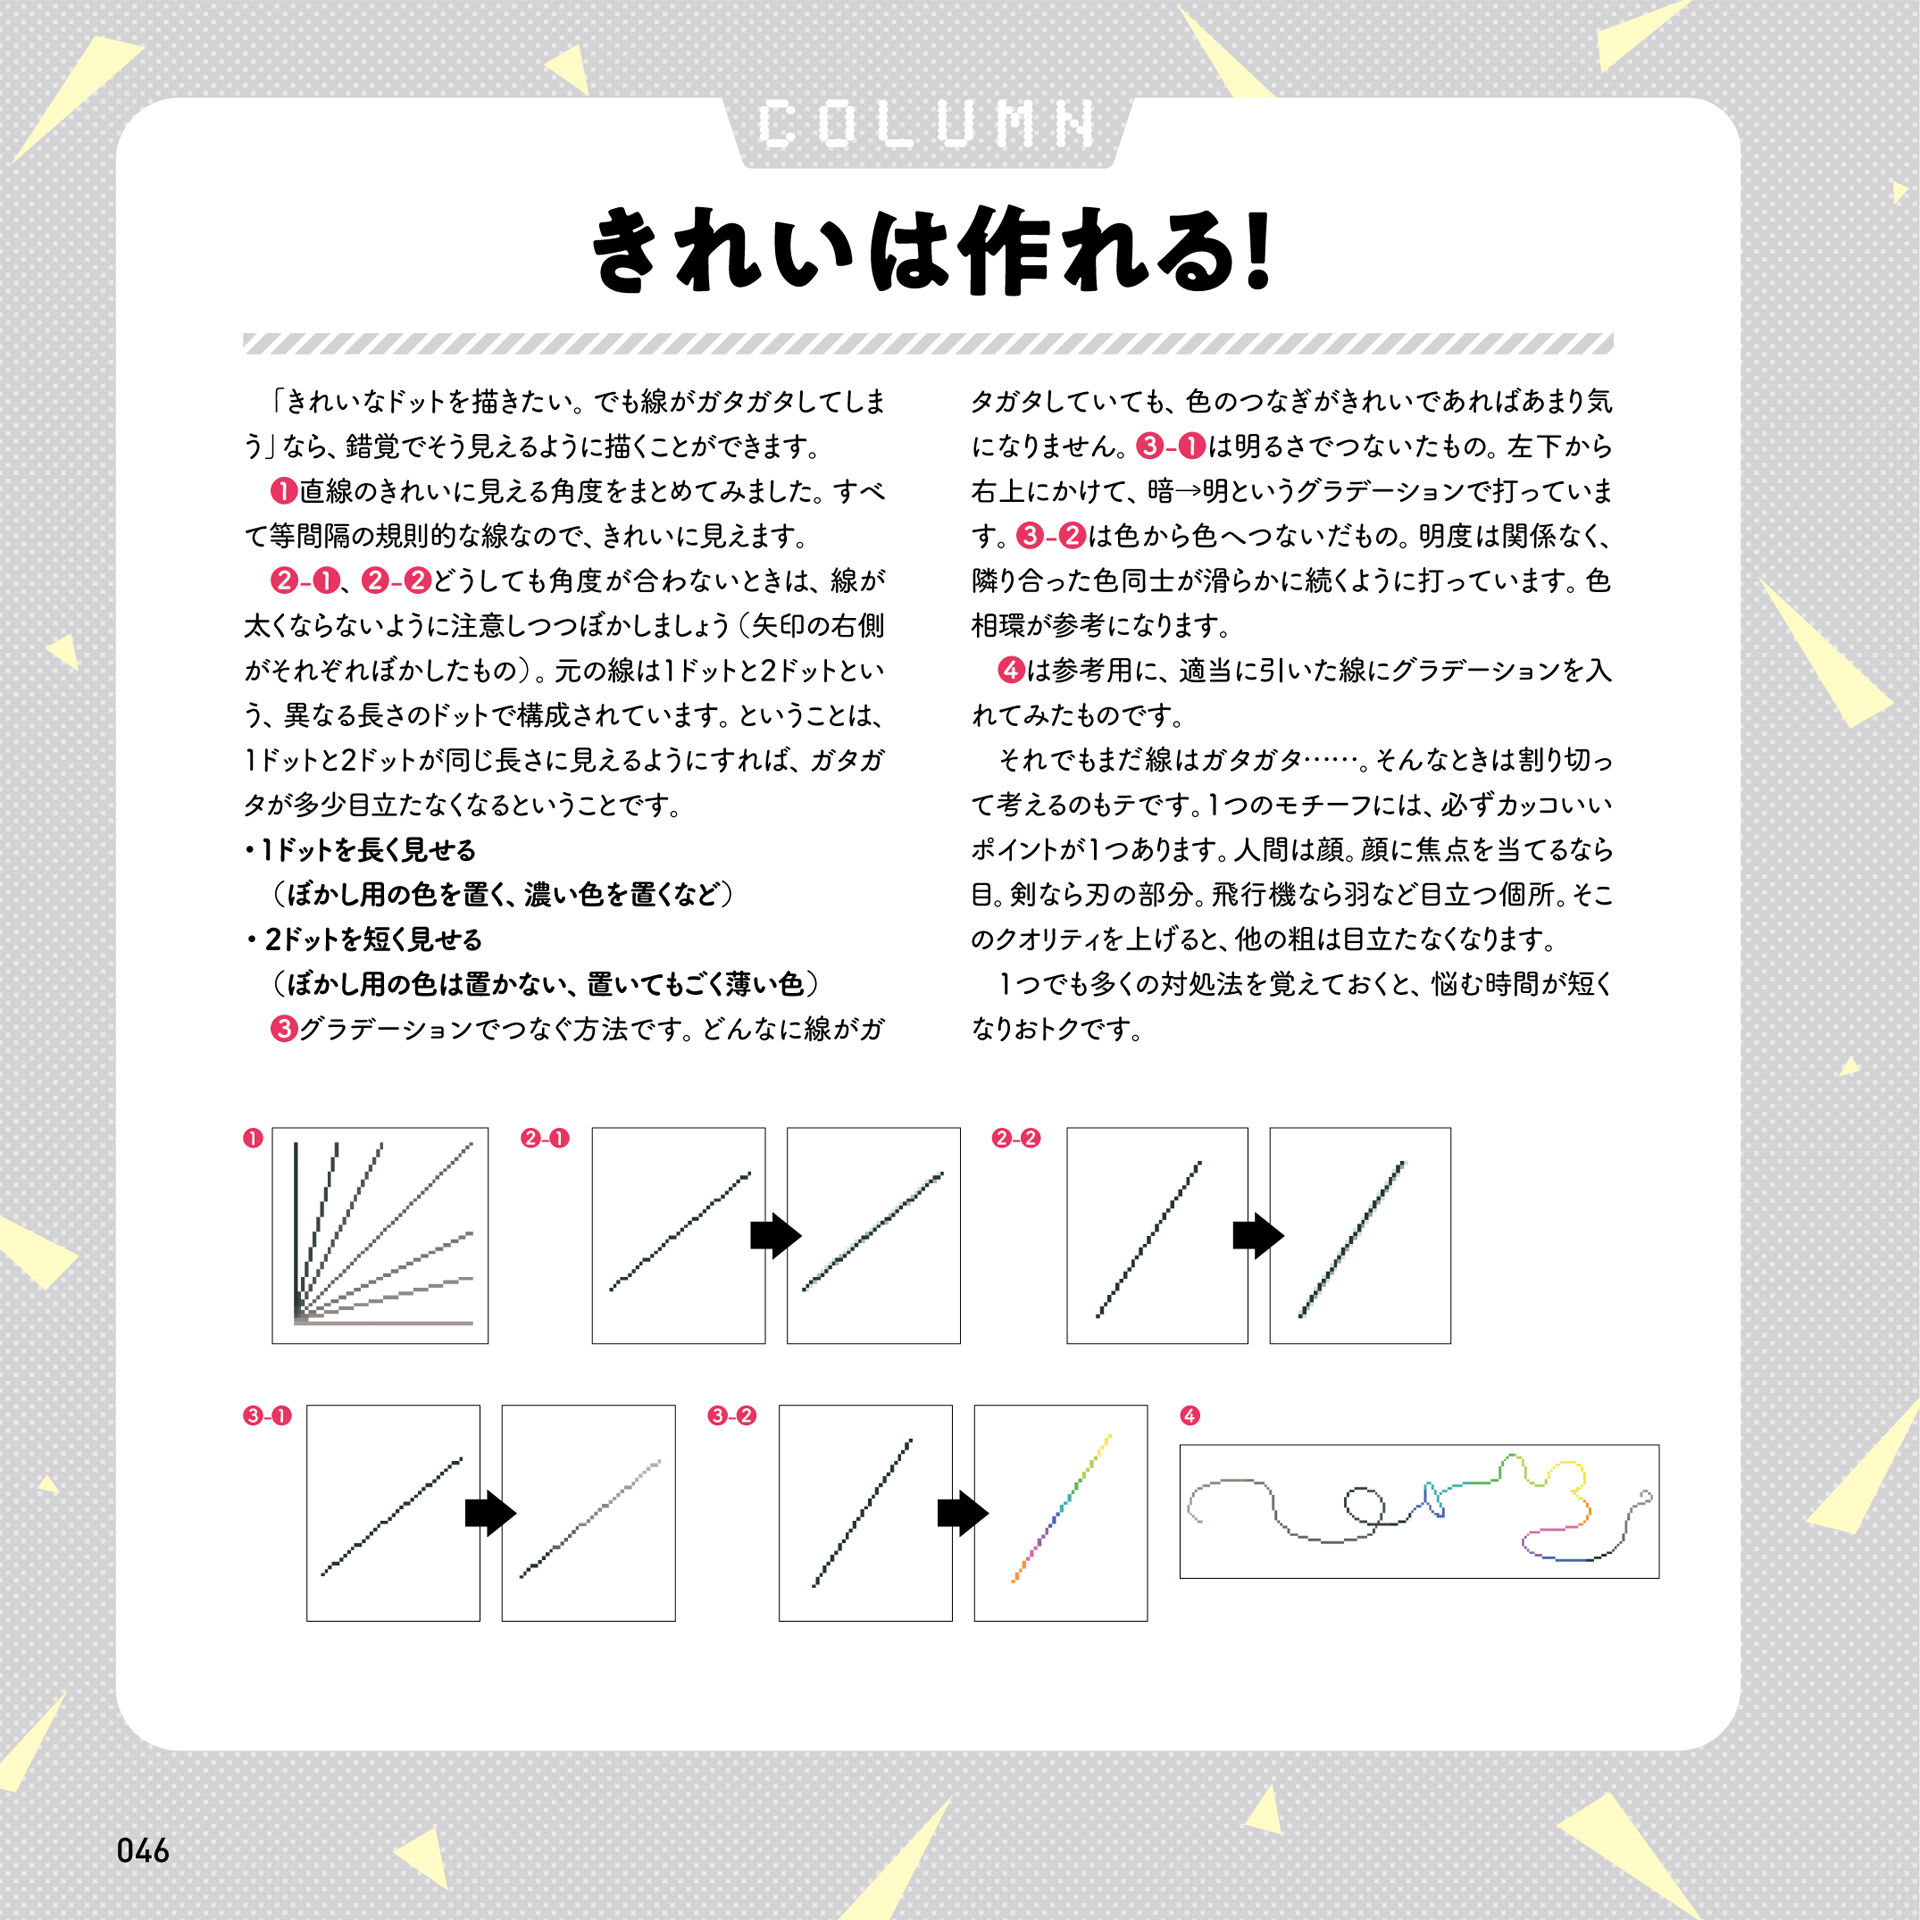 COLUMN
きれいは作れる!
「きれいなドットを描きたい。でも線がガタガタしてしま
う」なら、錯覚でそう見えるように描くことができます。
❶直線のきれいに見える角度をまとめてみました。すべ
て等間隔の規則的な線なので、きれいに見えます。
❷-❶、❷-❷どうしても角度が合わないときは、線が
太くならないように注意しつつぼかしましょう(矢印の右側
がそれぞれぼかしたもの)。元の線は1ドットと2ドットとい
う、異なる長さのドットで構成されています。ということは、
1ドットと2ドットが同じ長さに見えるようにすれば、ガタガ
タが多少目立たなくなるということです。
・1ドットを長く見せる
(ぼかし用の色を置く、濃い色を置くなど)
・2ドットを短く見せる
(ぼかし用の色は置かない、置いてもごく薄い色)
❸グラデーションでつなぐ方法です。どんなに線がガ
タガタしていても、色のつなぎがきれいであればあまり気
になりません。❸-❶は明るさでつないたもの。左下から
右上にかけて、暗→明というグラデーションで打っていま
す。❸-❷は色から色へつないだもの。明度は関係なく、
隣り合った色同士が滑らかに続くように打っています。色
相環が参考になります。
❹は参考用に、適当に引いた線にグラデーションを入
れてみたものです。
それでもまだ線はガタガタ……。そんなときは割り切っ
て考えるのもテです。1つのモチーフには、必ずカッコいい
ポイントが1つあります。人間は顔。顔に焦点を当てるなら
目。剣なら刃の部分。飛行機なら羽など目立つ個所。そこ
のクオリティを上げると、他の粗は目立たなくなります。
1つでも多くの対処法を覚えておくと、悩む時間が短く
なりおトクです。
❶
❷-❶
❷-❷
❸-❶
❸-❷
❹
046